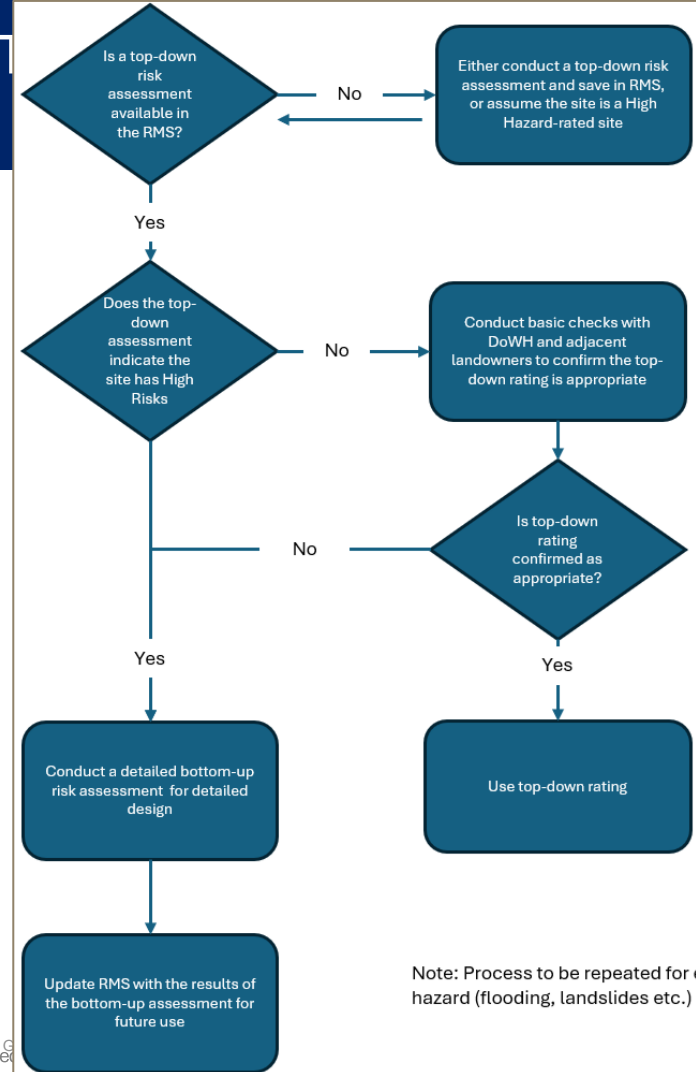 Is a top-down
risk
assessment
available in
the RMS?
No
Either conduct a top-down risk
assessment and save in RMS,
or assume the site is a High
Hazard-rated site
Yes
Does the top-
down
assessment
indicate the
site has High
Risks
No
Conduct basic checks with
DoWH and adjacent
landowners to confirm the top-
down rating is appropriate
Is top-down
rating
confirmed as
appropriate?
No
Yes
Yes
Conduct a detailed bottom-up
risk assessment for detailed
design
Use top-down rating
Update RMS with the results of
the bottom-up assessment for
future use
Note: Process to be repeated for
hazard (flooding, landslides etc.)